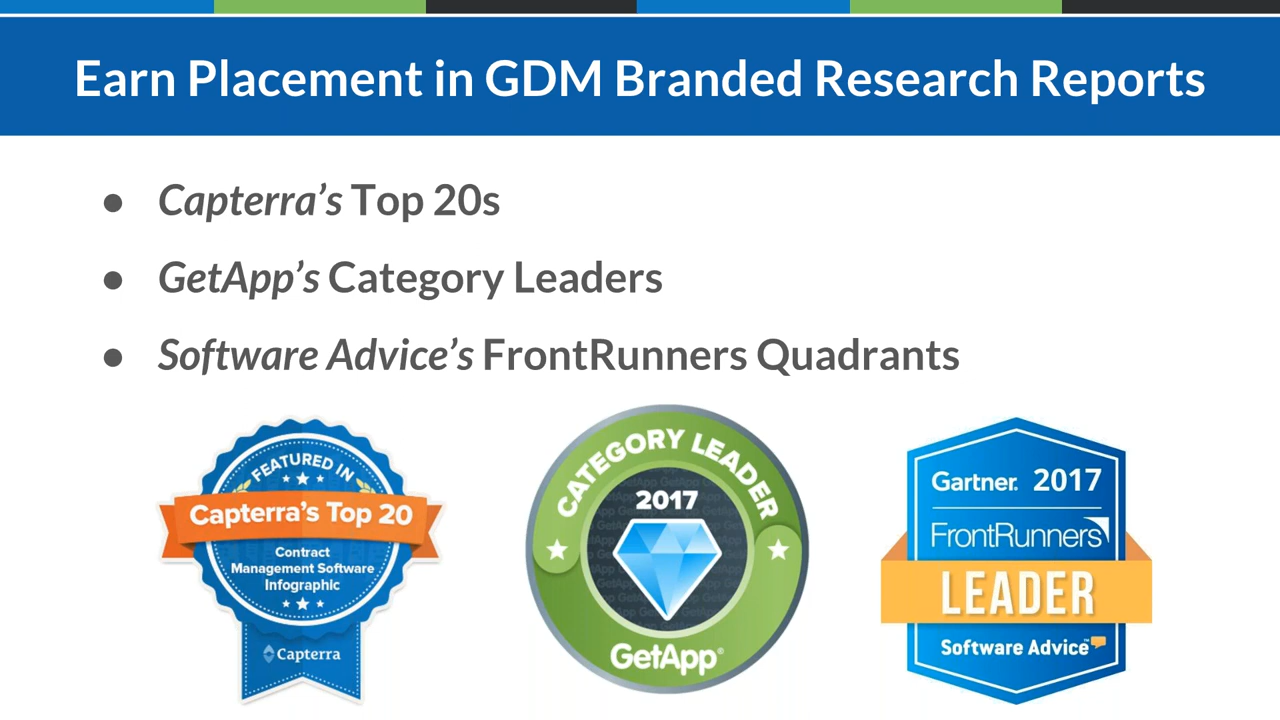 Earn Placement in GDM Branded Research Reports
● Capterra’s Top 20s
● GetApp’s Category Leaders
● Software Advice’s FrontRunners Quadrants
FEATURED IN
Capterra’s Top 20
Contract
Management Software
Infographic
Capterra
CATEGORY LEADER
2017
GetApp®
Gartner. 2017
FrontRunners
LEADER
Software Advice™